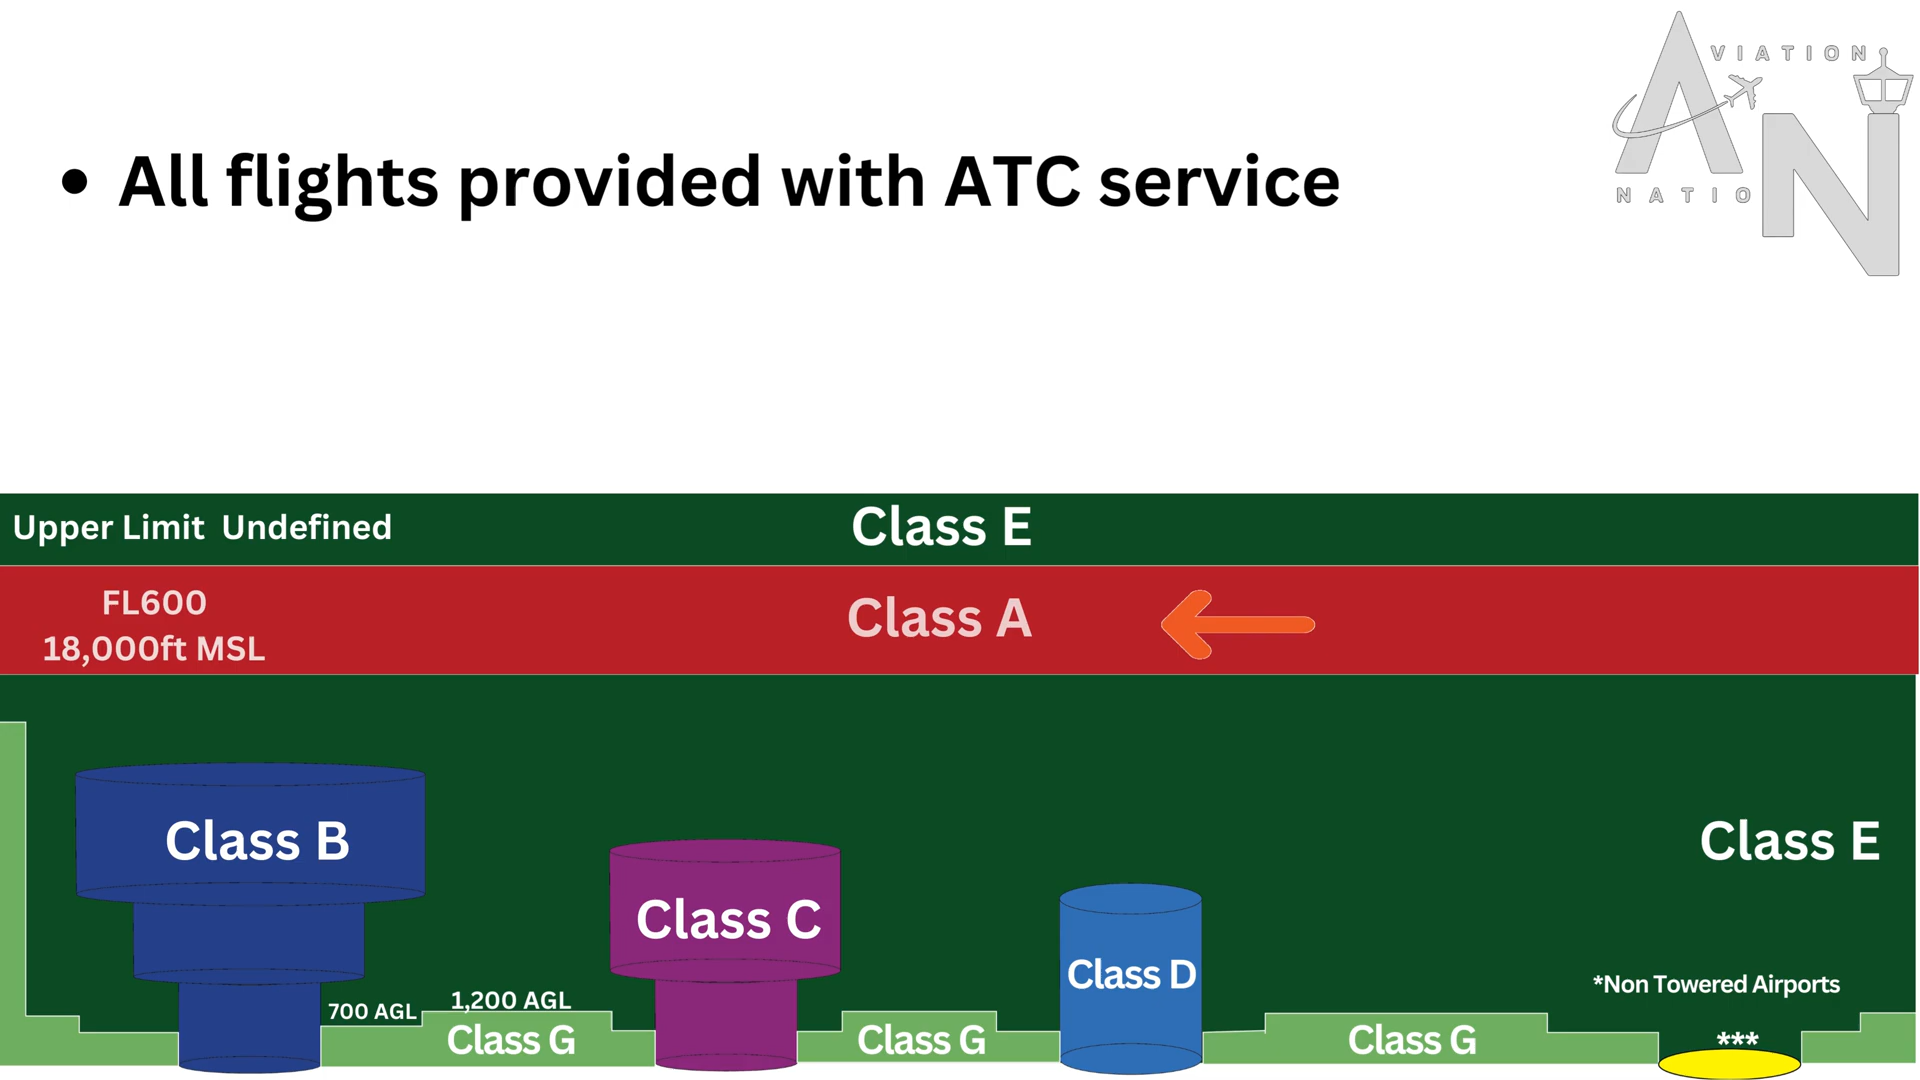 AVIATION
NATION
• All flights provided with ATC service
Upper Limit Undefined
Class E
FL600
18,000ft MSL
Class A
Class B
Class E
Class C
Class D
*Non Towered Airports
700 AGL
1,200 AGL
Class G
Class G
Class G
***